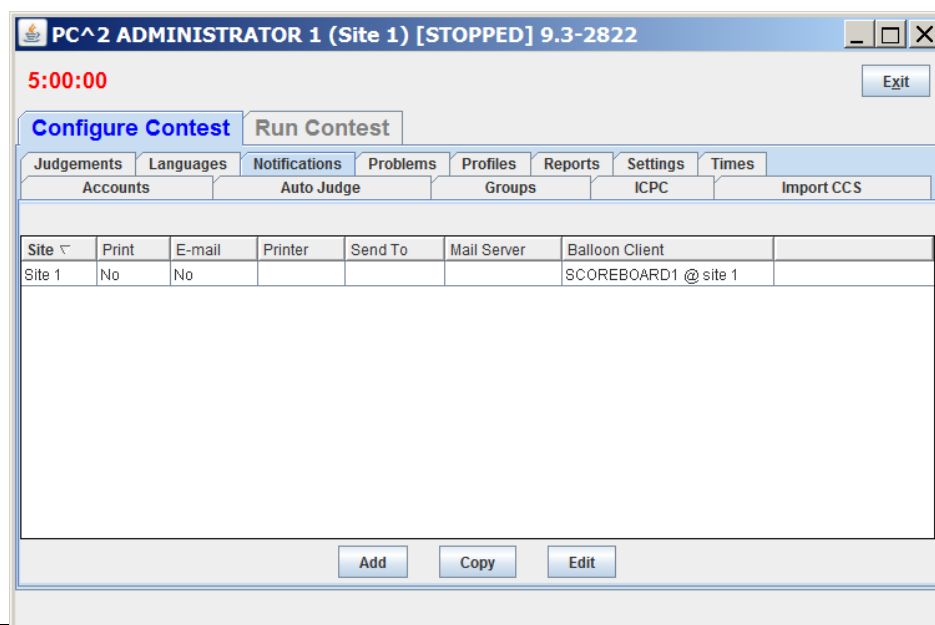 PC^2 ADMINISTRATOR 1 (Site 1) [STOPPED] 9.3-2822
5:00:00 Exit
Configure Contest Run Contest
Judgements Languages Notifications Problems Profiles Reports Settings Times
Accounts Auto Judge Groups ICPC Import CCS
Site Print E-mail Printer Send To Mail Server Balloon Client
Site 1 No No SCOREBOARD1 @ site 1
Add Copy Edit